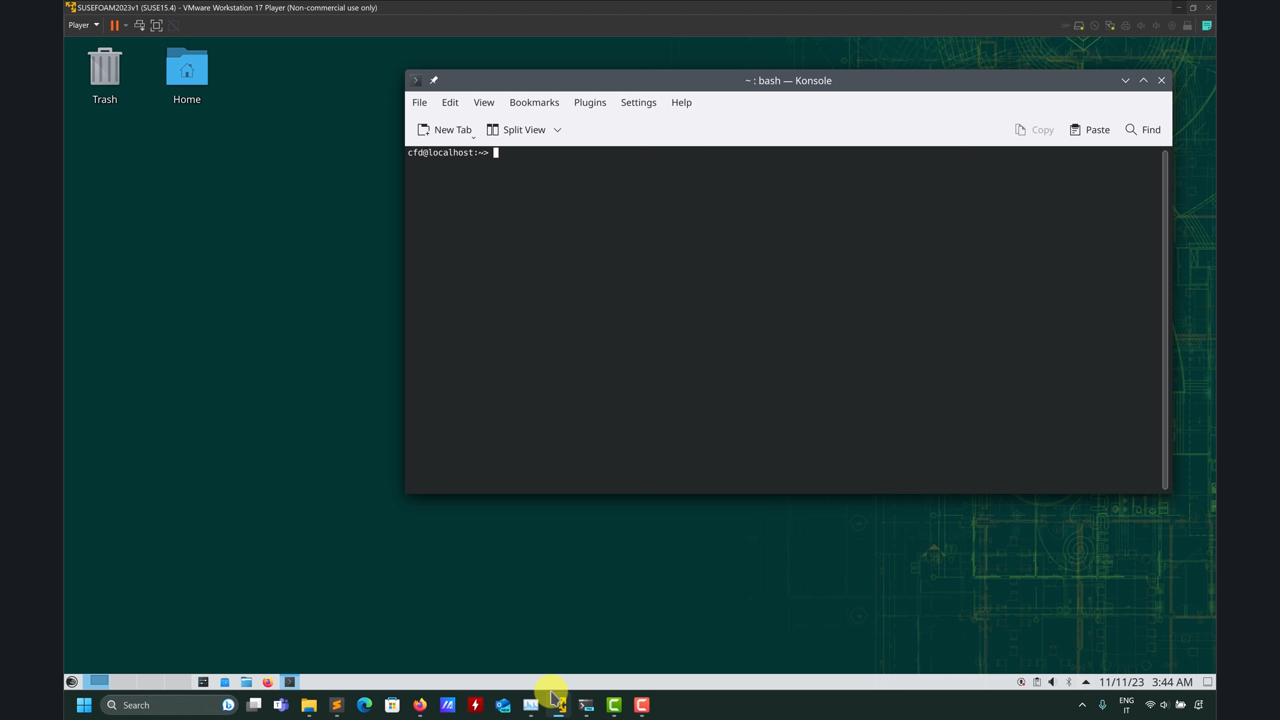 SUSEFOAM2023v1 (SUSE15.4) - VMware Workstation 17 Player (Non-commercial use only)
Player
Trash
Home
~ : bash — Konsole
File Edit View Bookmarks Plugins Settings Help
New Tab Split View Copy Paste Find
cfd@localhost:~>
11/11/23 3:44 AM
Search
ENG
IT